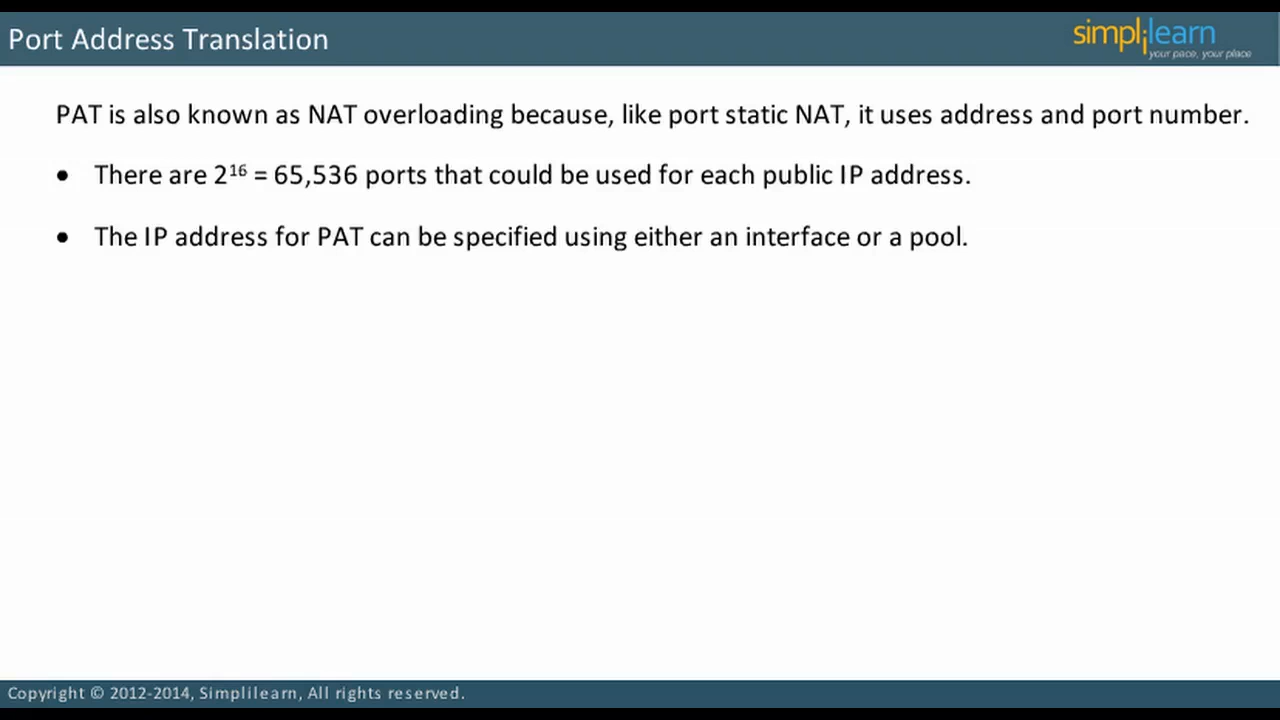 Port Address Translation
simplilearn
your pace, your place
PAT is also known as NAT overloading because, like port static NAT, it uses address and port number.
• There are 2¹⁶ = 65,536 ports that could be used for each public IP address.
• The IP address for PAT can be specified using either an interface or a pool.
Copyright © 2012-2014, Simplilearn, All rights reserved.